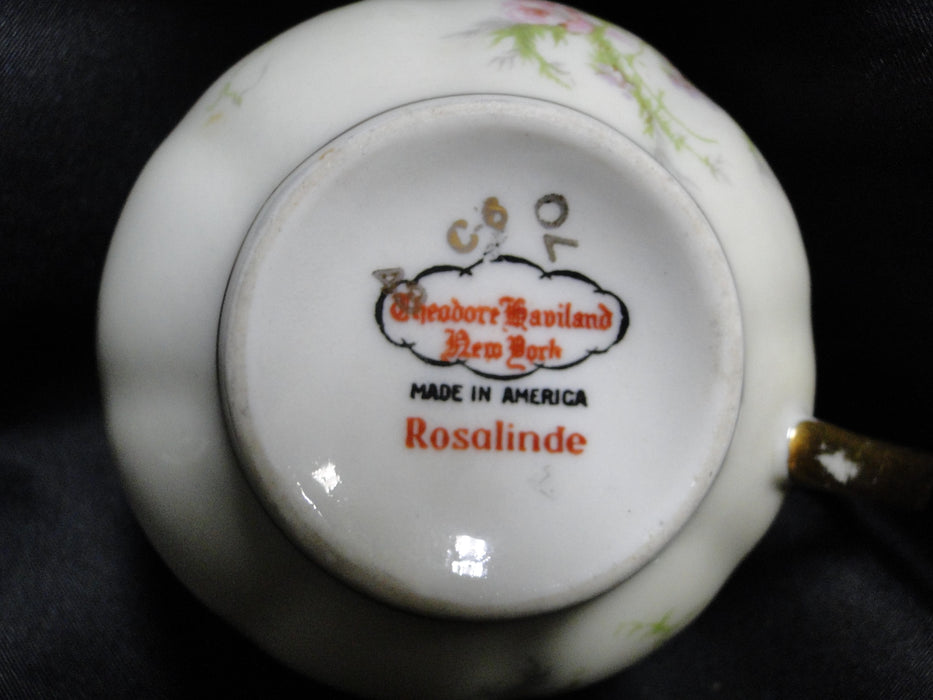 Theodore Haviland
New York
MADE IN AMERICA
Rosalinde